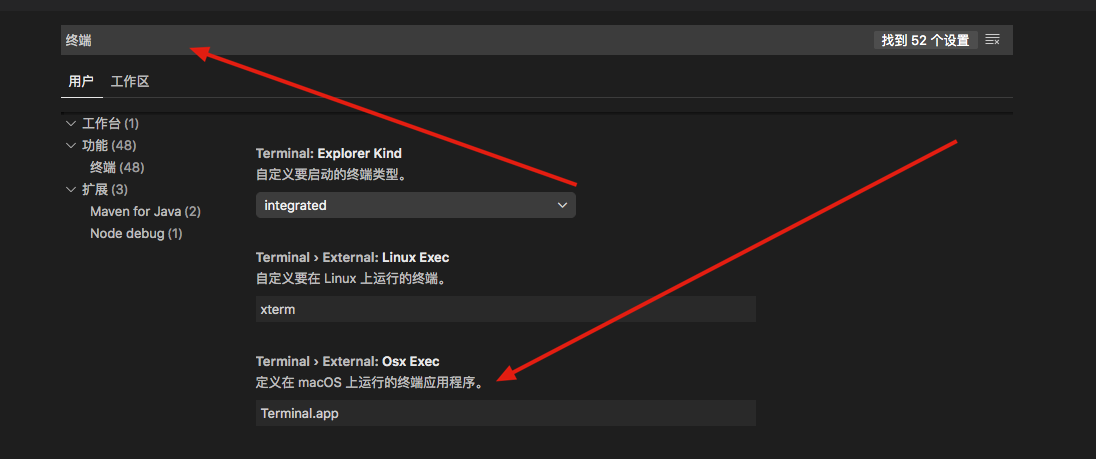 终端
找到 52 个设置
用户 工作区
工作台 (1)
功能 (48)
终端 (48)
扩展 (3)
Maven for Java (2)
Node debug (1)
Terminal: Explorer Kind
自定义要启动的终端类型。
integrated
Terminal › External: Linux Exec
自定义要在 Linux 上运行的终端。
xterm
Terminal › External: Osx Exec
定义在 macOS 上运行的终端应用程序。
Terminal.app